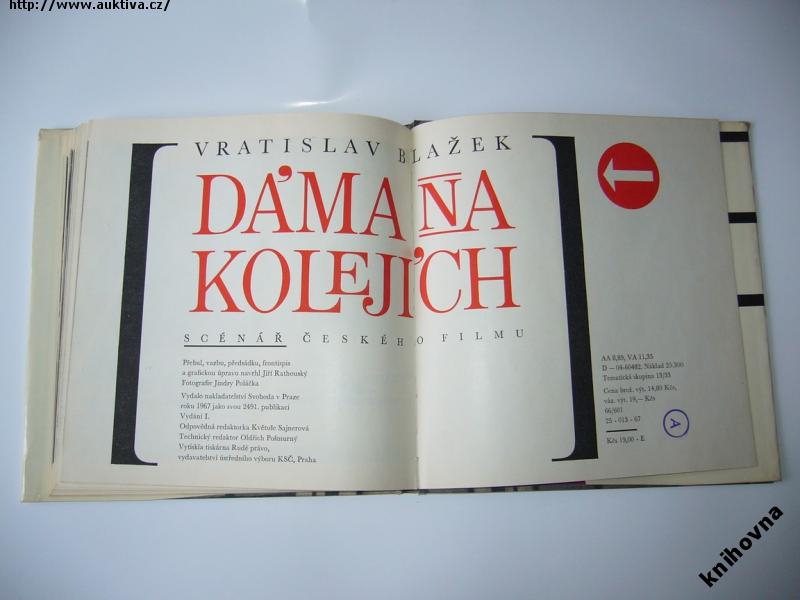 http://www.auktiva.cz/
VRATISLAV BLAŽEK
DÁMA NA
KOLEJÍCH
SCÉNÁŘ ČESKÉHO FILMU
Přebal, vazbu, předsádku, frontispis
a grafickou úpravu navrhl Jiří Rathouský
Fotografie Jindry Poláčka
Vydalo nakladatelství Svoboda v Praze
roku 1967 jako svou 2491. publikaci
Vydání I.
Odpovědná redaktorka Květuše Sajnerová
Technický redaktor Oldřich Pošmurný
Vytiskla tiskárna Rudé právo,
vydavatelství ústředního výboru KSČ, Praha
AA 8,89, VA 11,35
D — 04-60482. Náklad 20.300
Tematická skupina 13/33
Cena brož. výt. 14,80 Kčs,
váz. výt. 19,— Kčs
66/601
25 - 013 - 67
Kčs 19,00 - E
A
knihovna